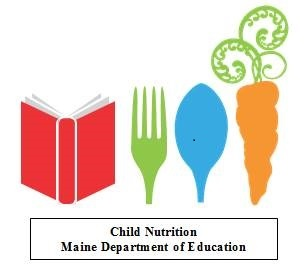 Child Nutrition
Maine Department of Education